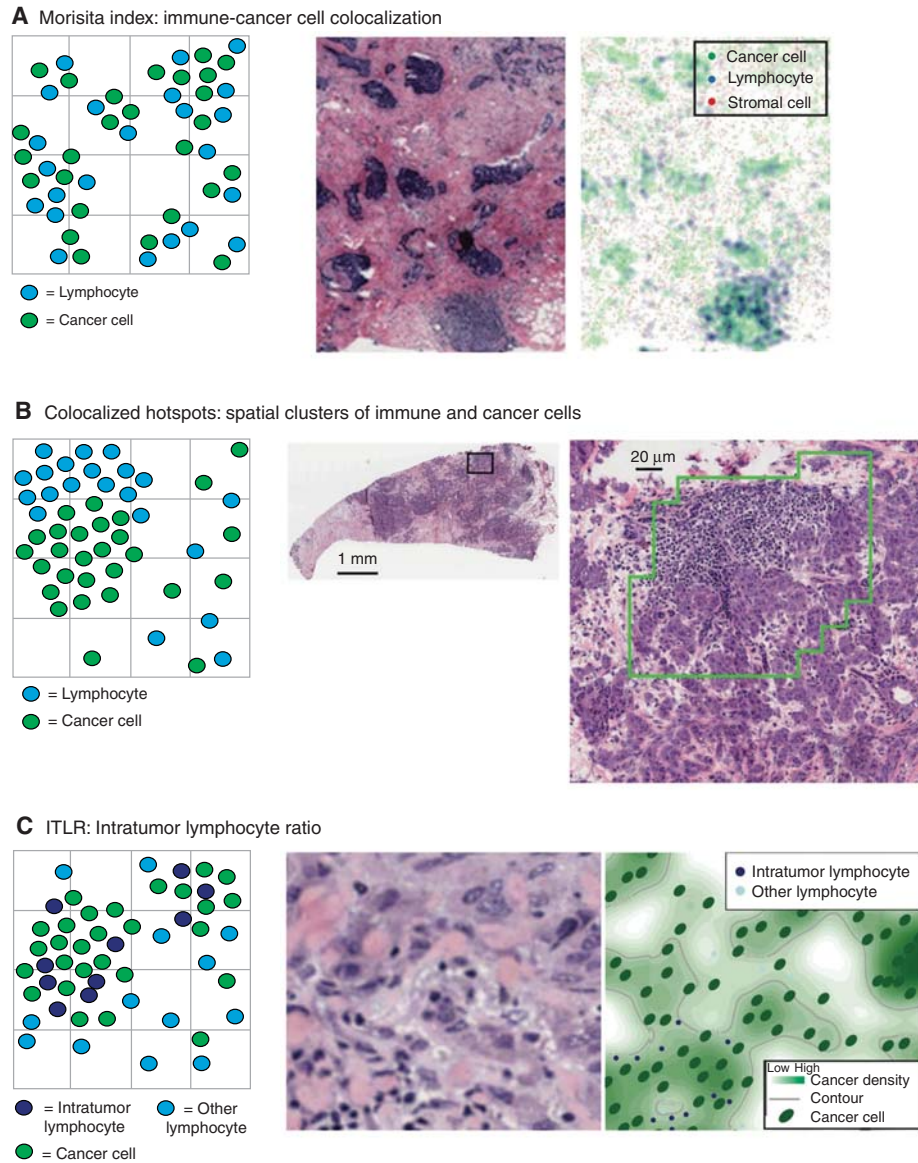 A Morisita index: immune-cancer cell colocalization
Cancer cell
Lymphocyte
Stromal cell
= Lymphocyte
= Cancer cell
B Colocalized hotspots: spatial clusters of immune and cancer cells
1 mm
20 μm
= Lymphocyte
= Cancer cell
C ITLR: Intratumor lymphocyte ratio
Intratumor lymphocyte
Other lymphocyte
Low High
Cancer density
Contour
Cancer cell
= Intratumor lymphocyte
= Other lymphocyte
= Cancer cell